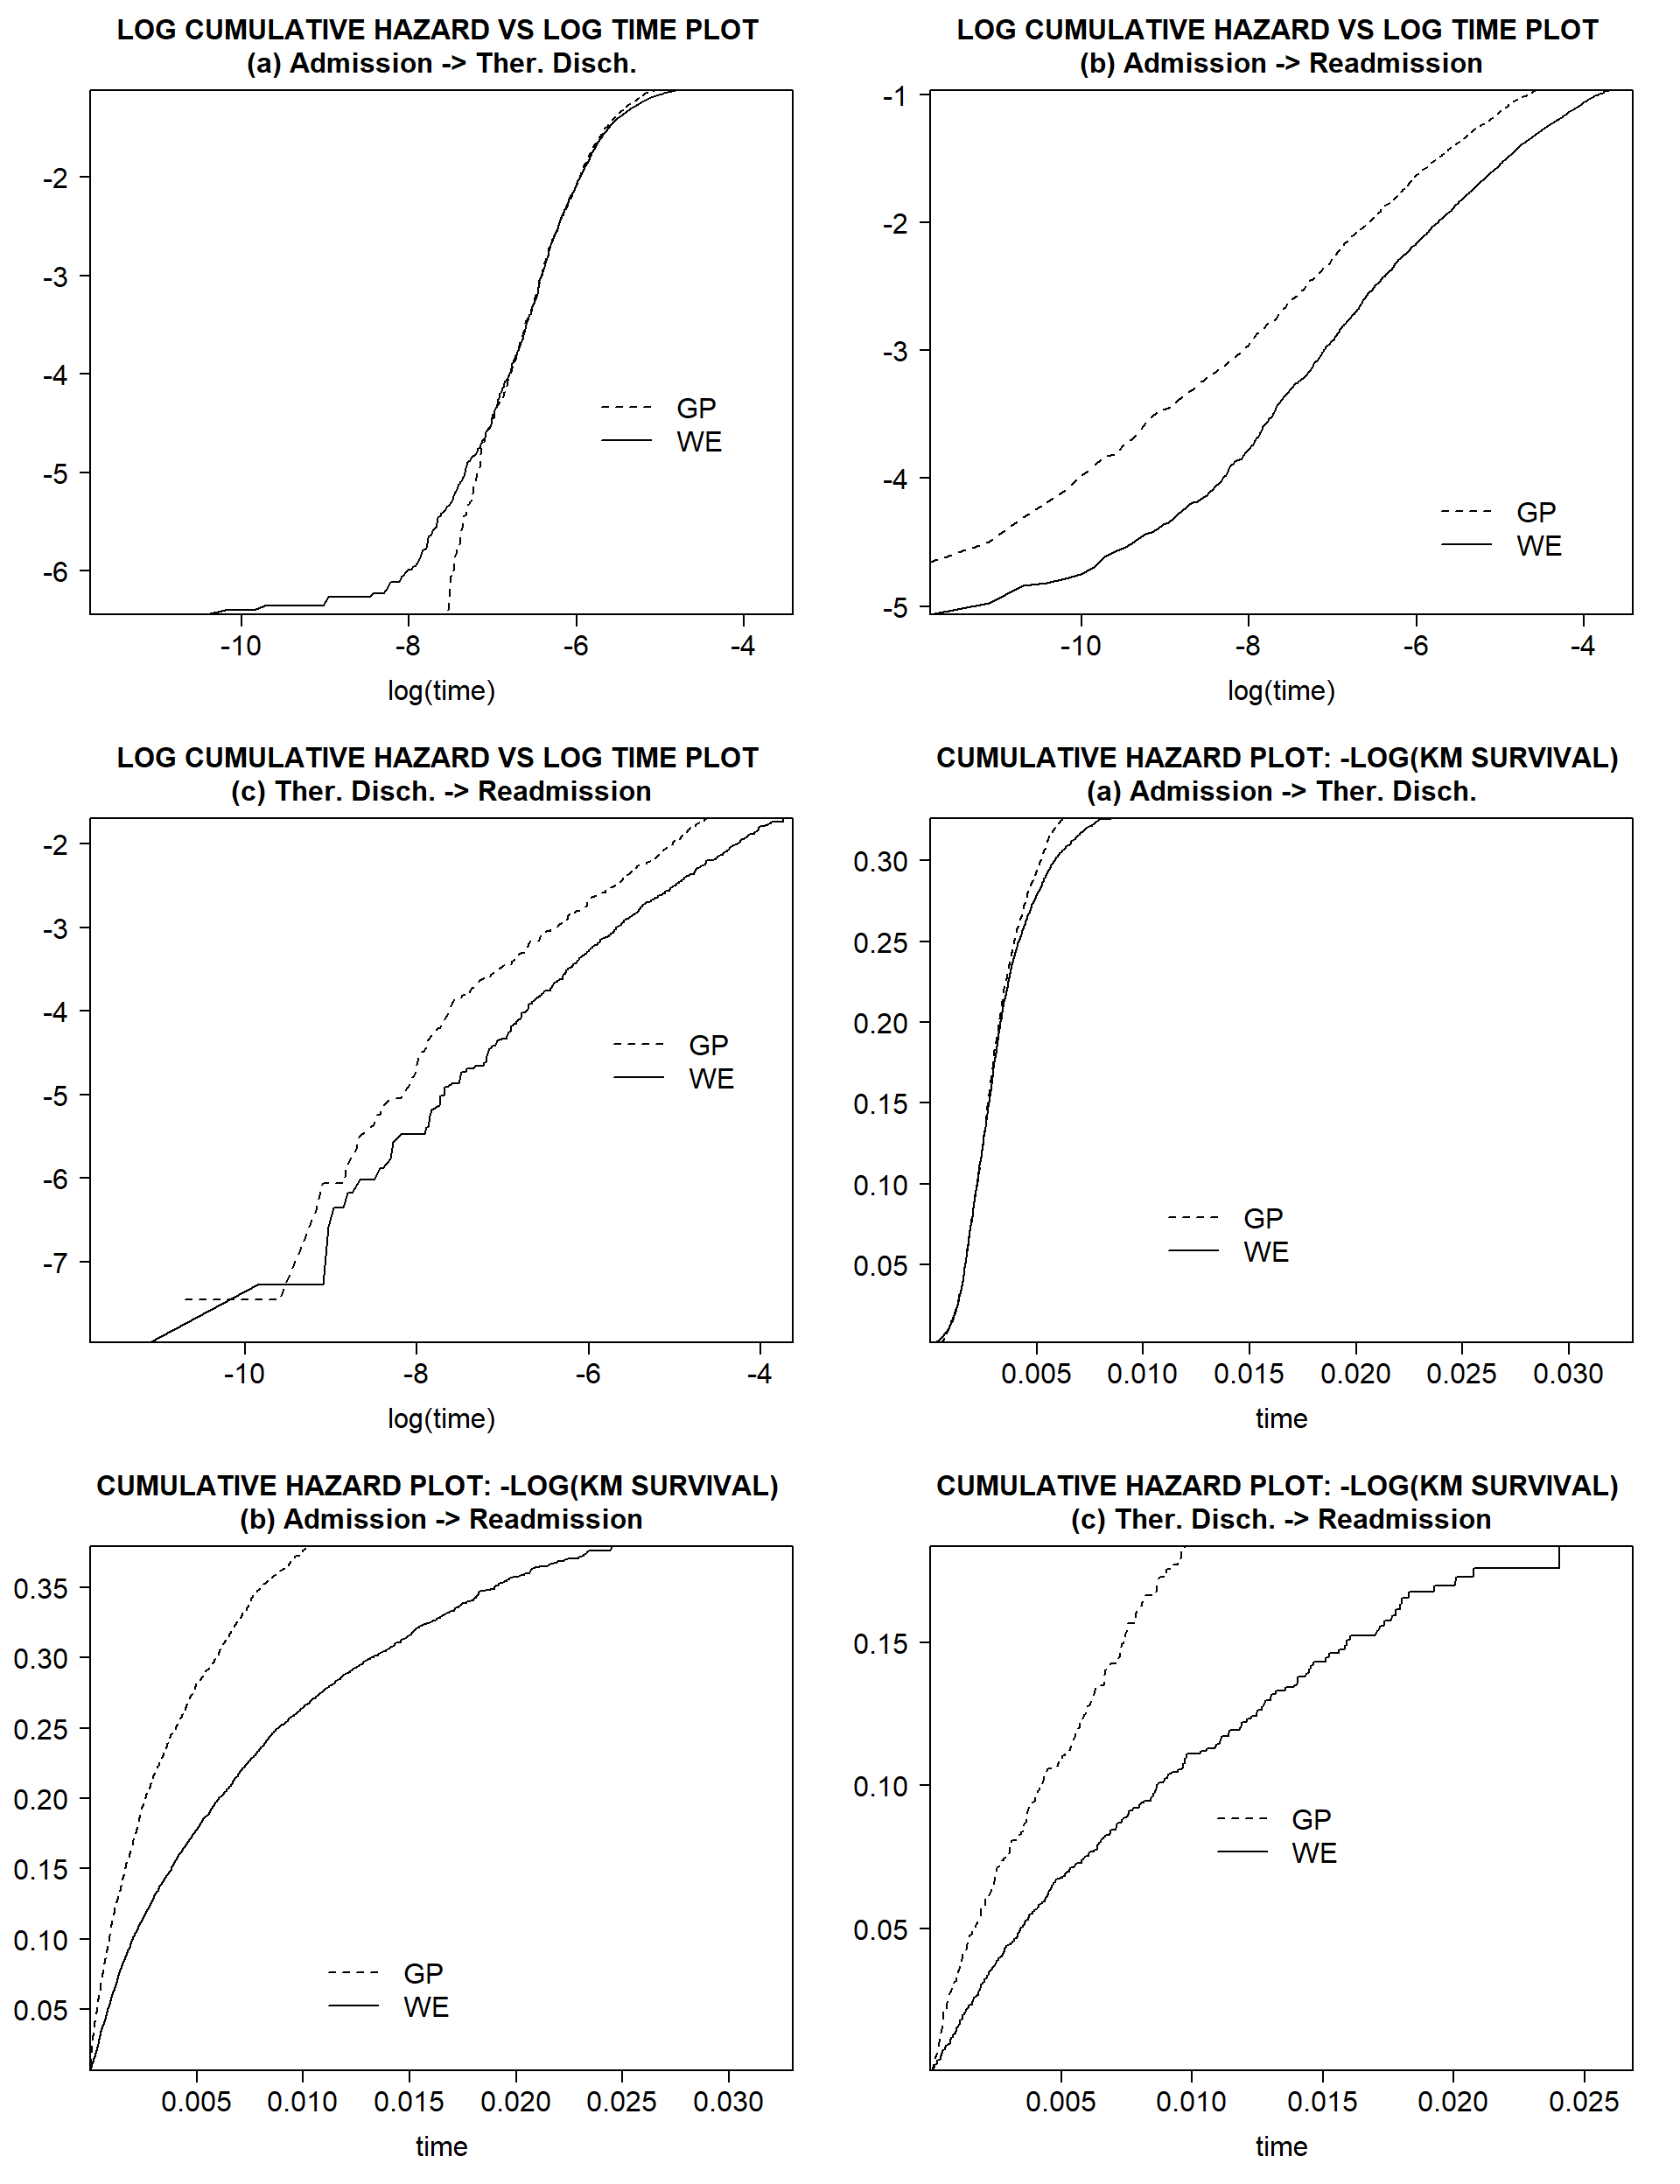 LOG CUMULATIVE HAZARD VS LOG TIME PLOT
(a) Admission -> Ther. Disch.
-2
-3
-4
-5
-6
GP
WE
-10 -8 -6 -4
log(time)
LOG CUMULATIVE HAZARD VS LOG TIME PLOT
(b) Admission -> Readmission
-1
-2
-3
-4
-5
GP
WE
-10 -8 -6 -4
log(time)
LOG CUMULATIVE HAZARD VS LOG TIME PLOT
(c) Ther. Disch. -> Readmission
-2
-3
-4
-5
-6
-7
GP
WE
-10 -8 -6 -4
log(time)
CUMULATIVE HAZARD PLOT: -LOG(KM SURVIVAL)
(a) Admission -> Ther. Disch.
0.30
0.25
0.20
0.15
0.10
0.05
GP
WE
0.005 0.010 0.015 0.020 0.025 0.030
time
CUMULATIVE HAZARD PLOT: -LOG(KM SURVIVAL)
(b) Admission -> Readmission
0.35
0.30
0.25
0.20
0.15
0.10
0.05
GP
WE
0.005 0.010 0.015 0.020 0.025 0.030
time
CUMULATIVE HAZARD PLOT: -LOG(KM SURVIVAL)
(c) Ther. Disch. -> Readmission
0.15
0.10
0.05
GP
WE
0.005 0.010 0.015 0.020 0.025
time